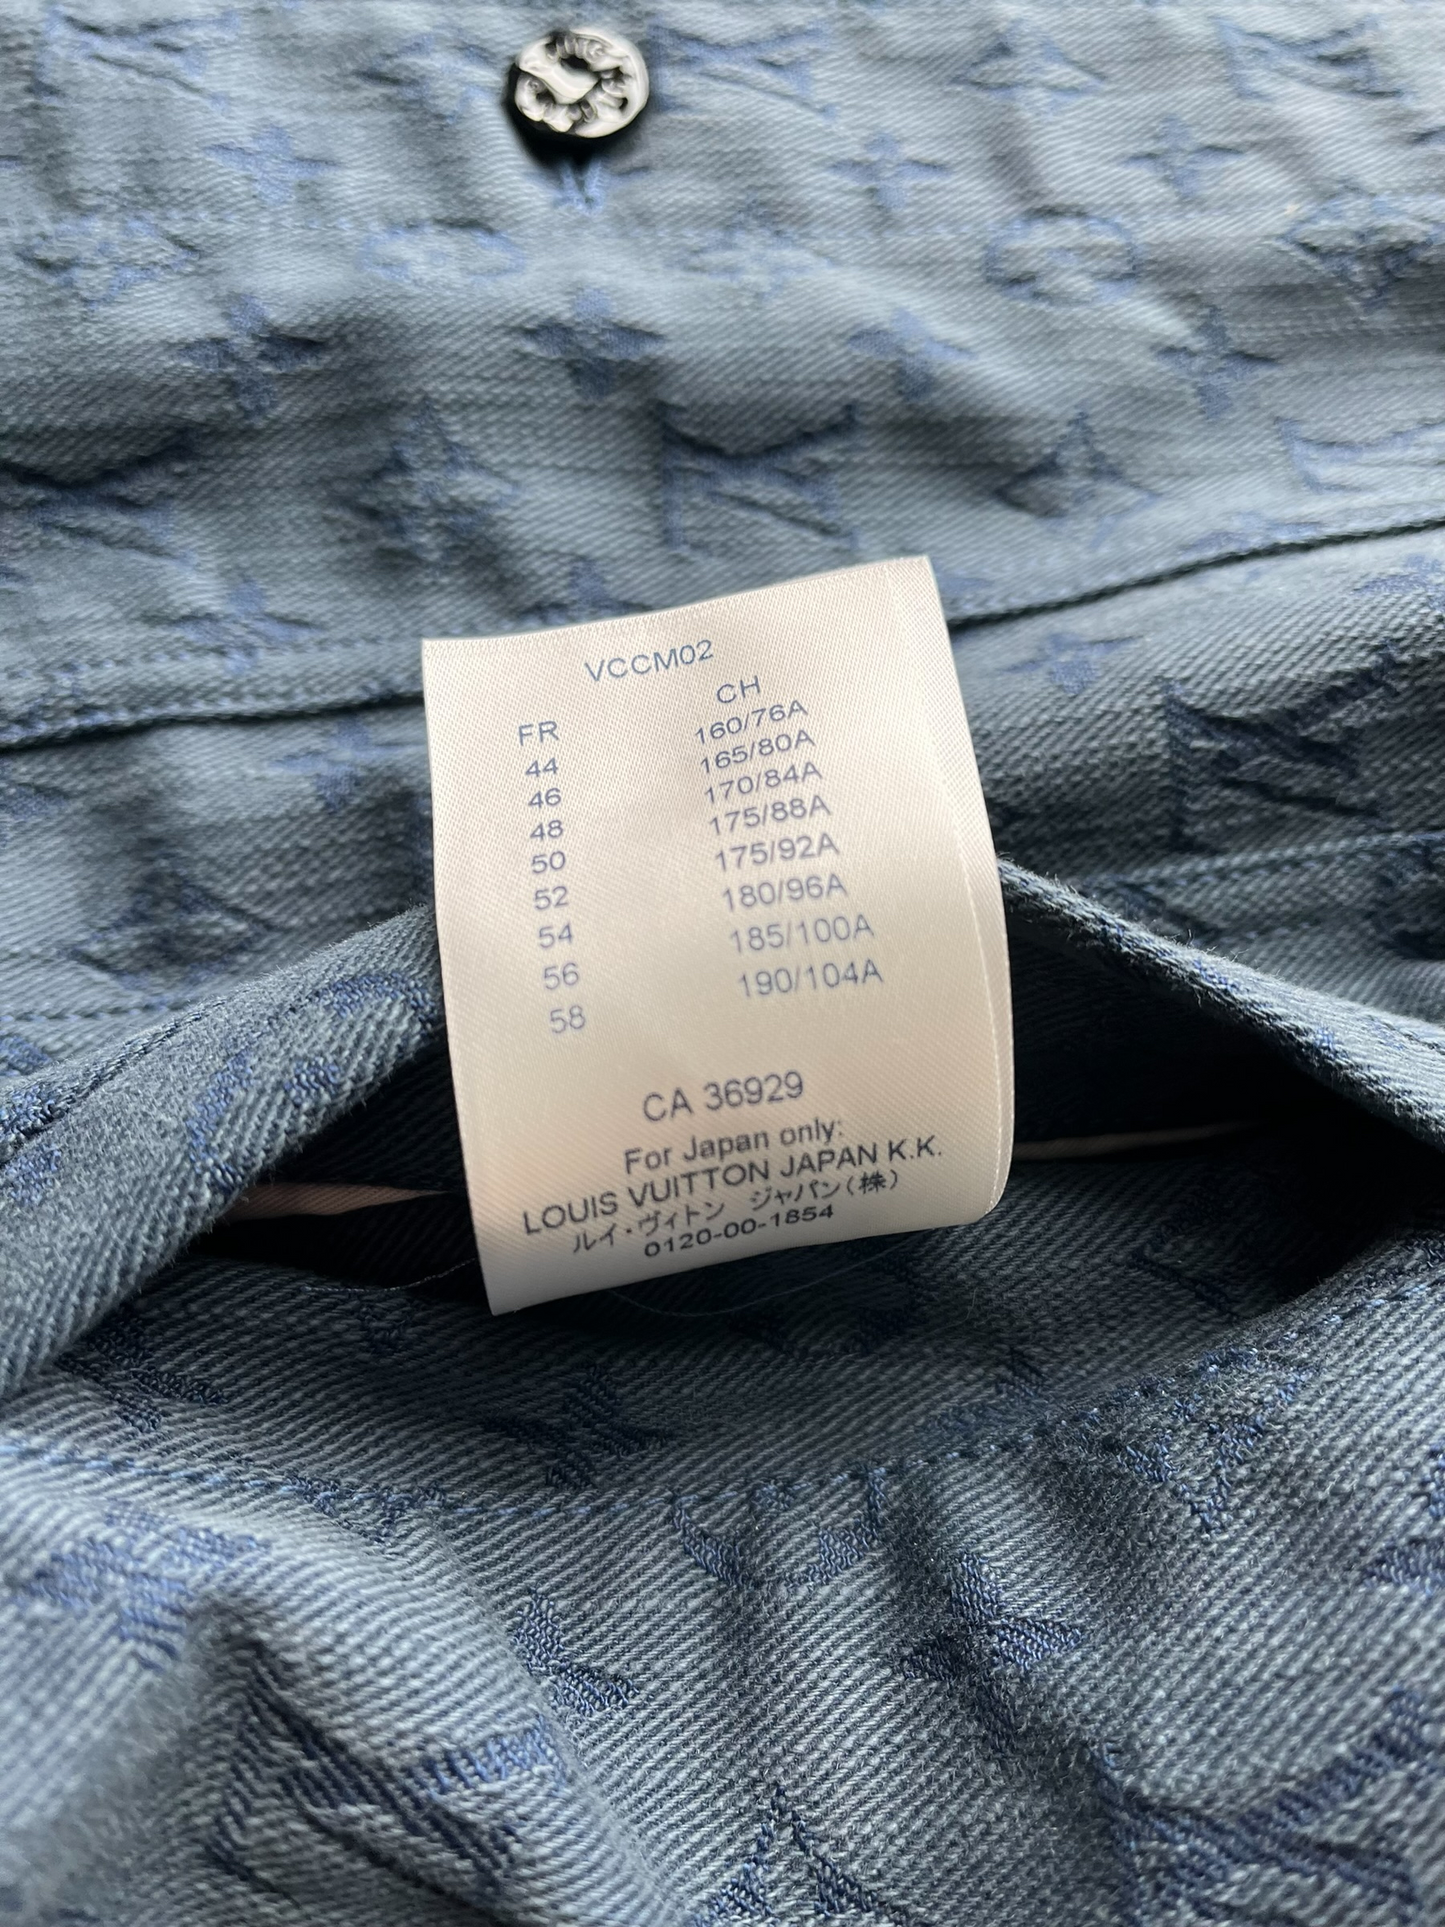 VCCM02
FR CH
44 160/76A
46 165/80A
48 170/84A
50 175/88A
52 175/92A
54 180/96A
56 185/100A
58 190/104A
CA 36929
For Japan only:
LOUIS VUITTON JAPAN K.K.
ルイ・ヴィトン ジャパン(株)
0120-00-1854